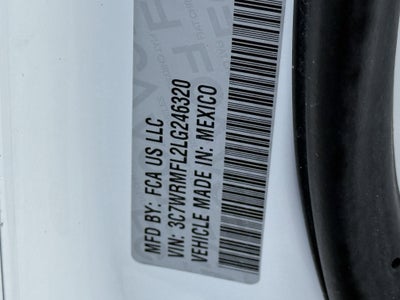 MFD BY: FCA US LLC
VIN: 3C7WRMFL2LG246320
VEHICLE MADE IN: MEXICO